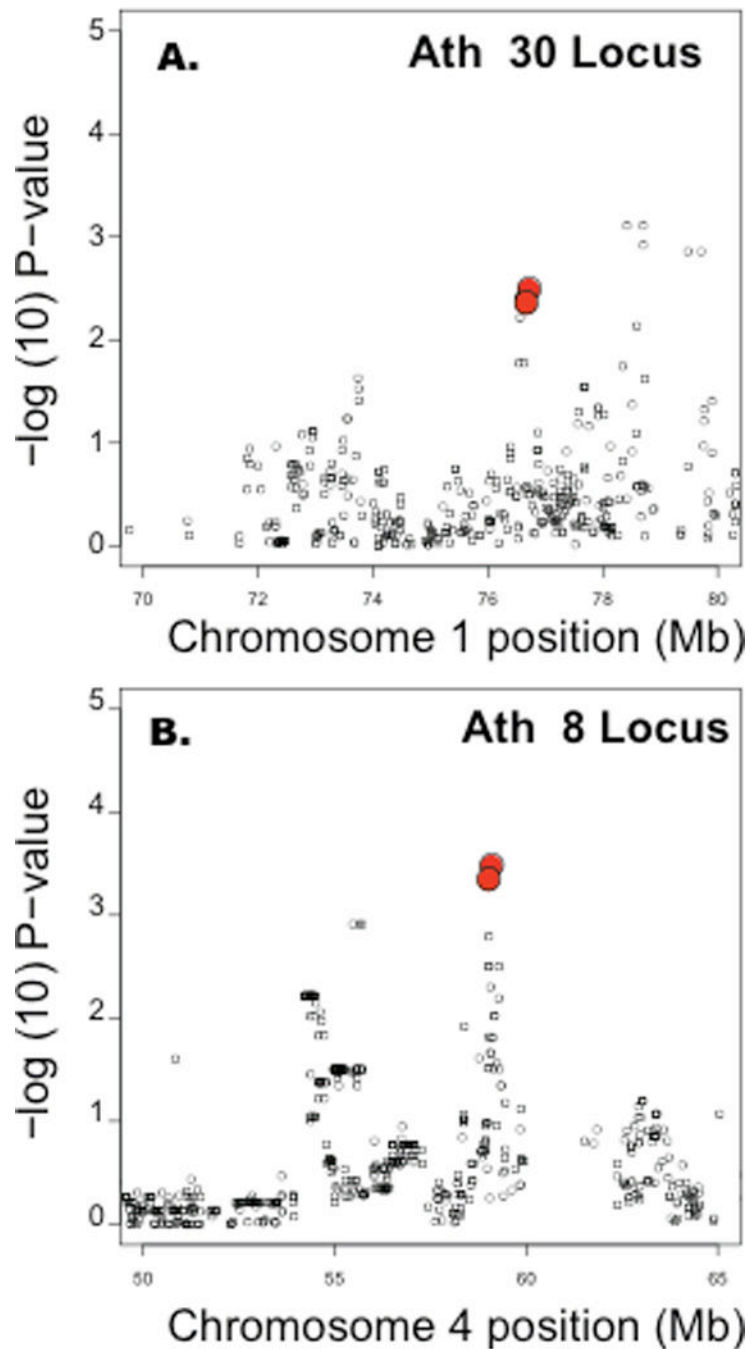 A. Ath 30 Locus
5
4
3
2
1
0
−log (10) P−value
70 72 74 76 78 80
Chromosome 1 position (Mb)
B. Ath 8 Locus
5
4
3
2
1
0
−log (10) P−value
50 55 60 65
Chromosome 4 position (Mb)